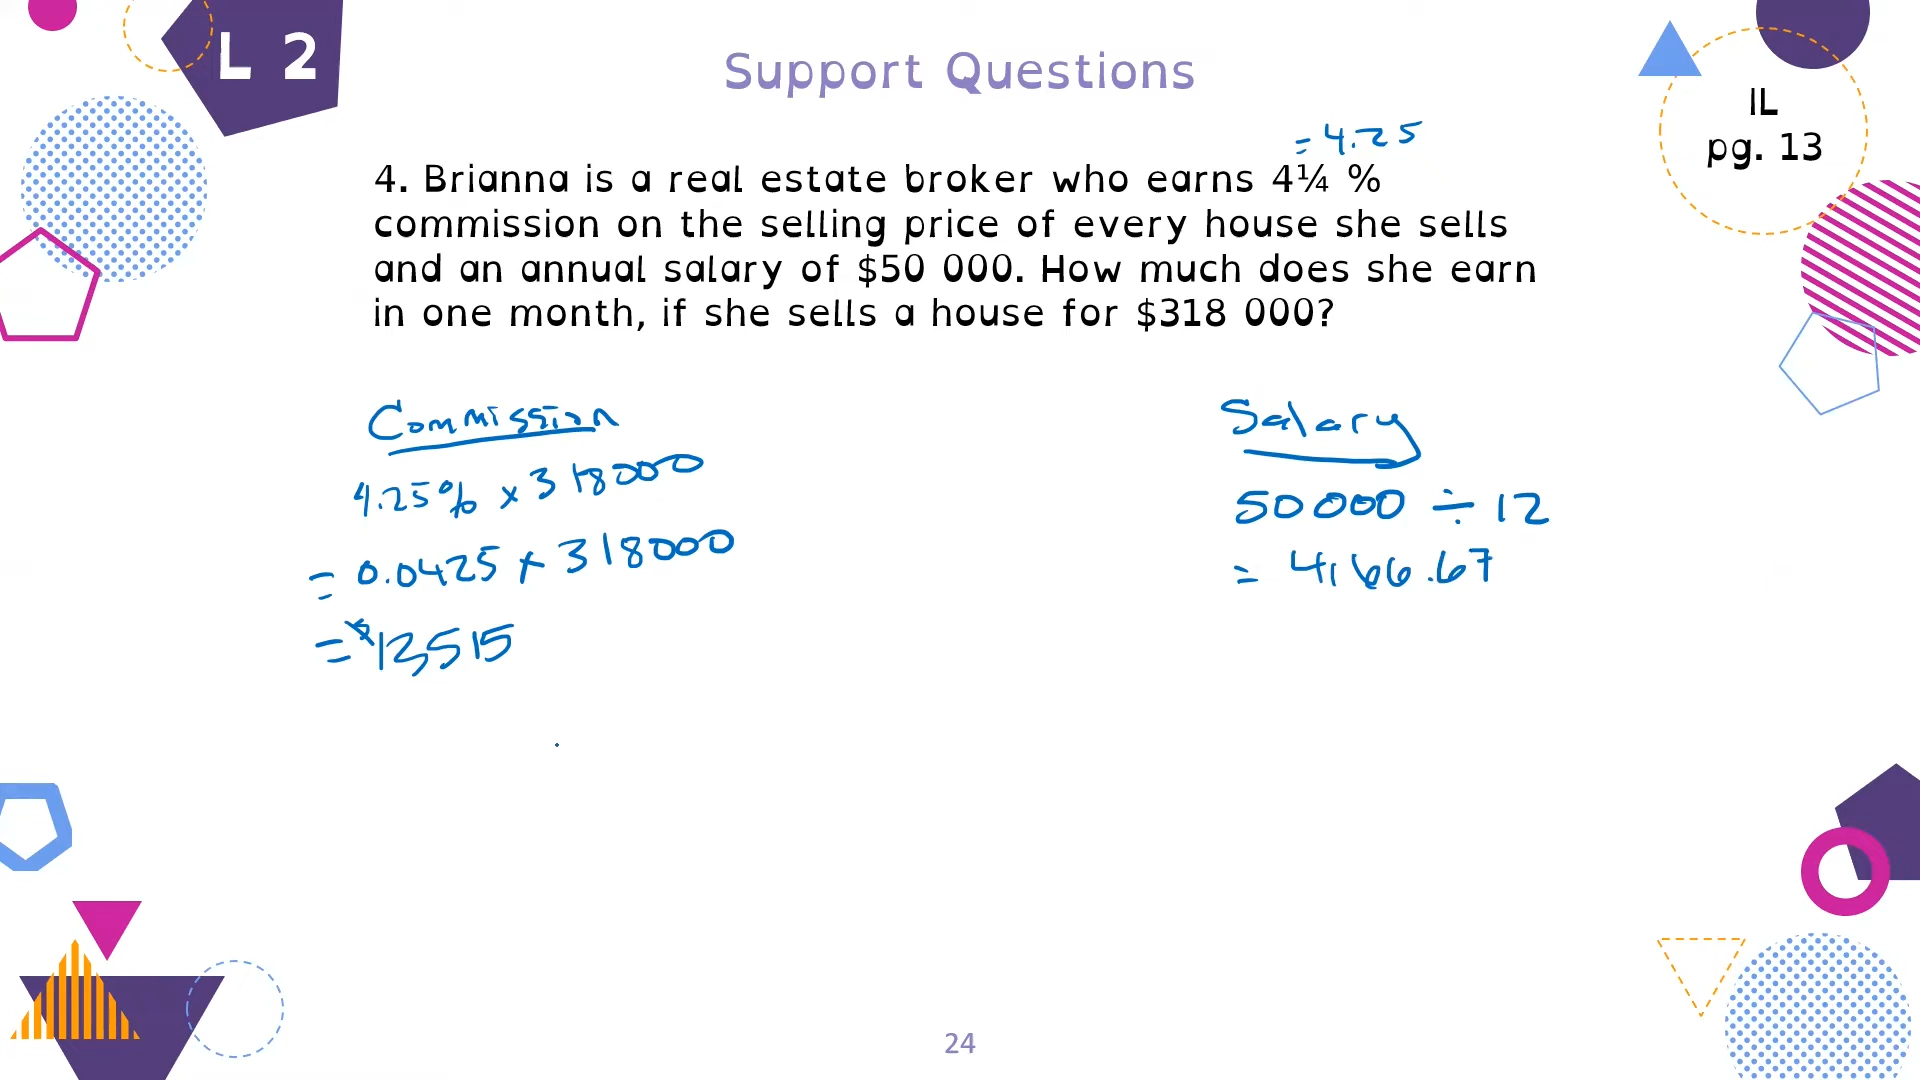 L 2
Support Questions
IL
pg. 13
= 4.25
4. Brianna is a real estate broker who earns 4¼ %
commission on the selling price of every house she sells
and an annual salary of $50 000. How much does she earn
in one month, if she sells a house for $318 000?
Commission
4.25% × 318000
= 0.0425 × 318000
= $13515
Salary
50000 ÷ 12
= 4166.67
24